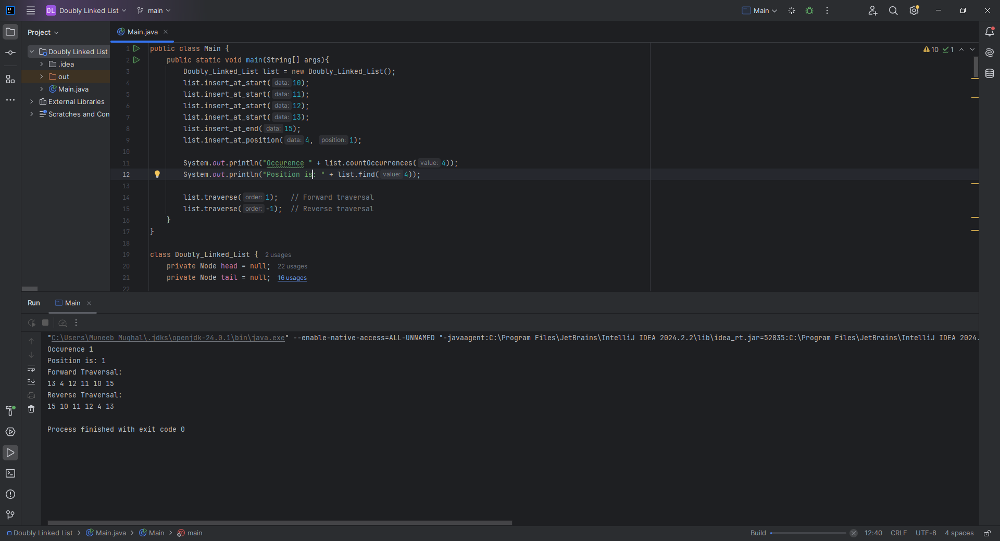 DL Doubly Linked List main Main
Project
Main.java
Doubly Linked List
.idea
out
Main.java
External Libraries
Scratches and Con
10 1
1 public class Main {
2 public static void main(String[] args){
3 Doubly_Linked_List list = new Doubly_Linked_List();
4 list.insert_at_start( data: 10);
5 list.insert_at_start( data: 11);
6 list.insert_at_start( data: 12);
7 list.insert_at_start( data: 13);
8 list.insert_at_end( data: 15);
9 list.insert_at_position( data: 4, position: 1);
10
11 System.out.println("Occurence " + list.countOccurrences( value: 4));
12 System.out.println("Position is: " + list.find( value: 4));
13
14 list.traverse( order: 1); // Forward traversal
15 list.traverse( order: -1); // Reverse traversal
16 }
17 }
18
19 class Doubly_Linked_List { 2 usages
20 private Node head = null; 22 usages
21 private Node tail = null; 16 usages
22
Run Main
"C:\Users\Muneeb Mughal\.jdks\openjdk-24.0.1\bin\java.exe" --enable-native-access=ALL-UNNAMED "-javaagent:C:\Program Files\JetBrains\IntelliJ IDEA 2024.2.2\lib\idea_rt.jar=52835:C:\Program Files\JetBrains\IntelliJ IDEA 2024.
Occurence 1
Position is: 1
Forward Traversal:
13 4 12 11 10 15
Reverse Traversal:
15 10 11 12 4 13
Process finished with exit code 0
Doubly Linked List > Main.java > Main > main Build 12:40 CRLF UTF-8 4 spaces